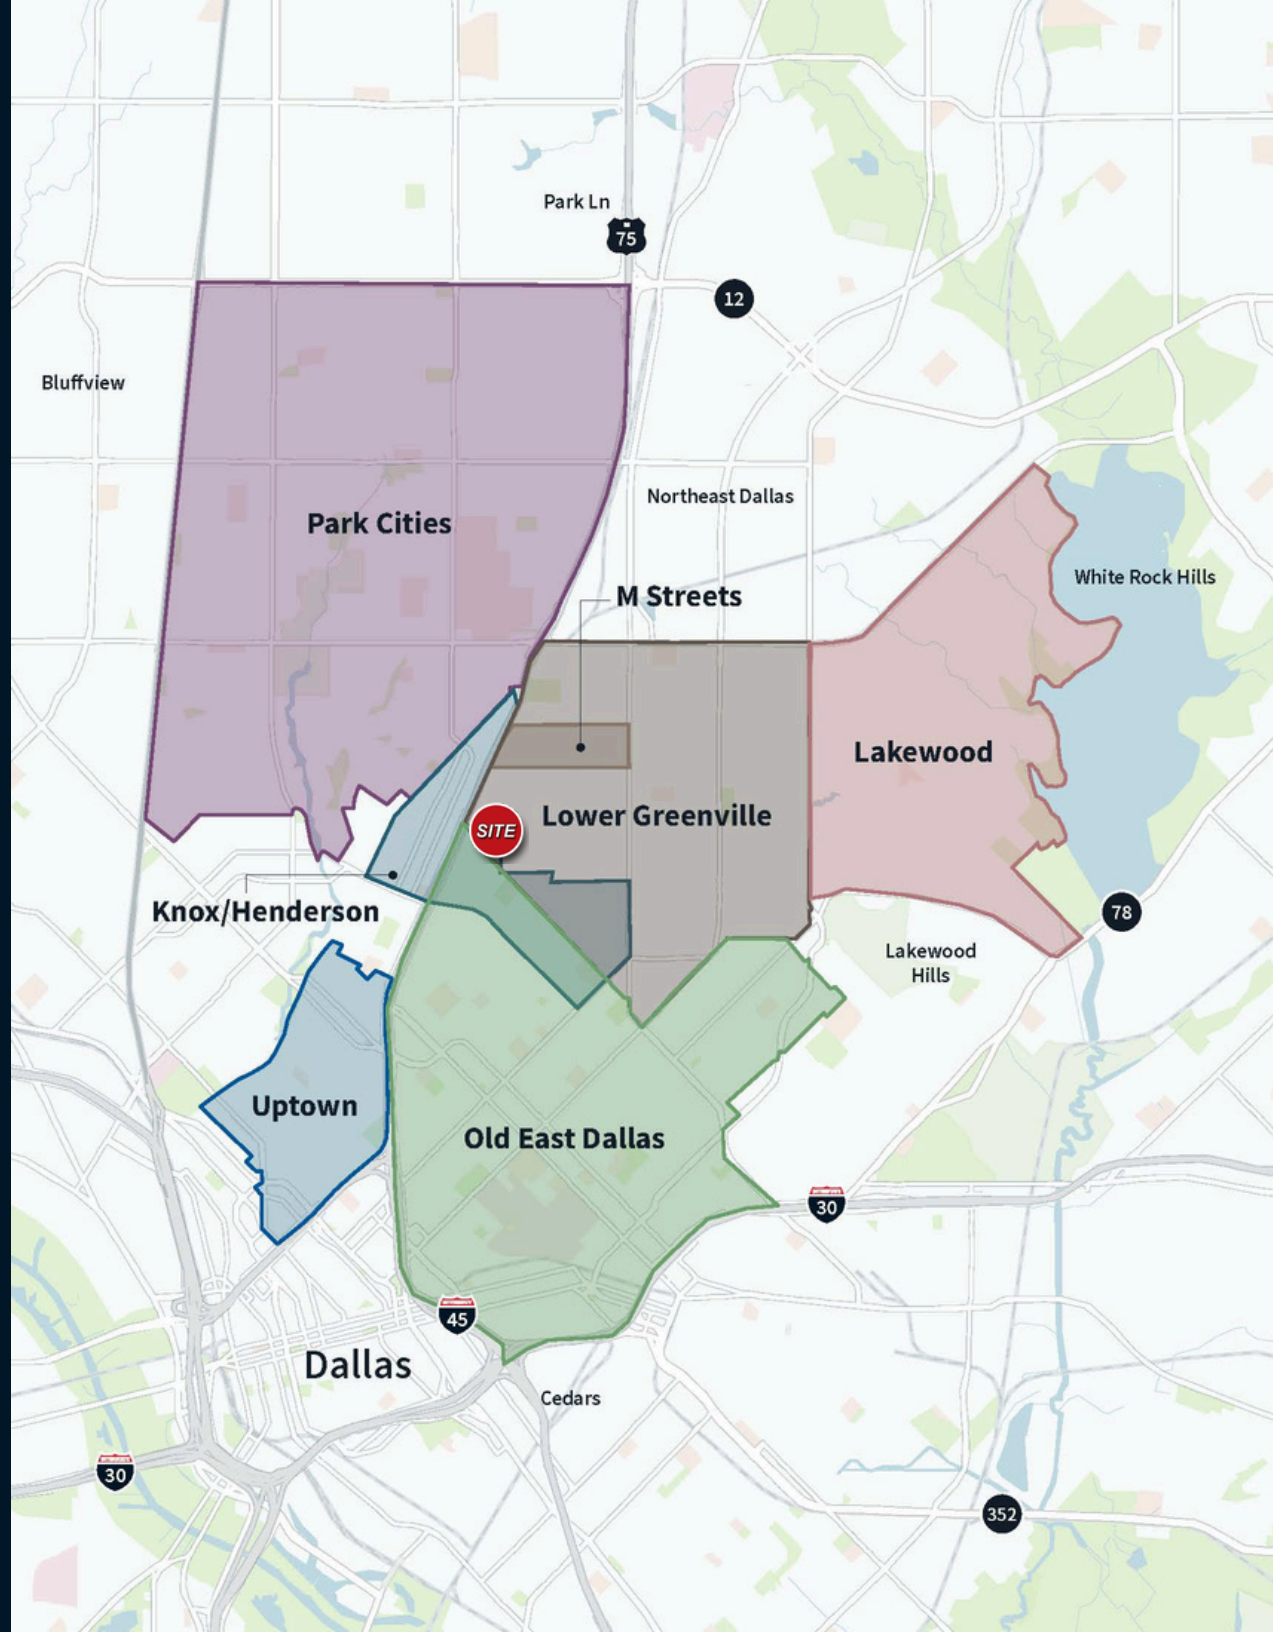 Park Ln
75
12
Bluffview
Northeast Dallas
Park Cities
White Rock Hills
M Streets
Lakewood
Lower Greenville
SITE
Knox/Henderson
78
Lakewood
Hills
Uptown
Old East Dallas
30
45
Dallas
Cedars
30
352